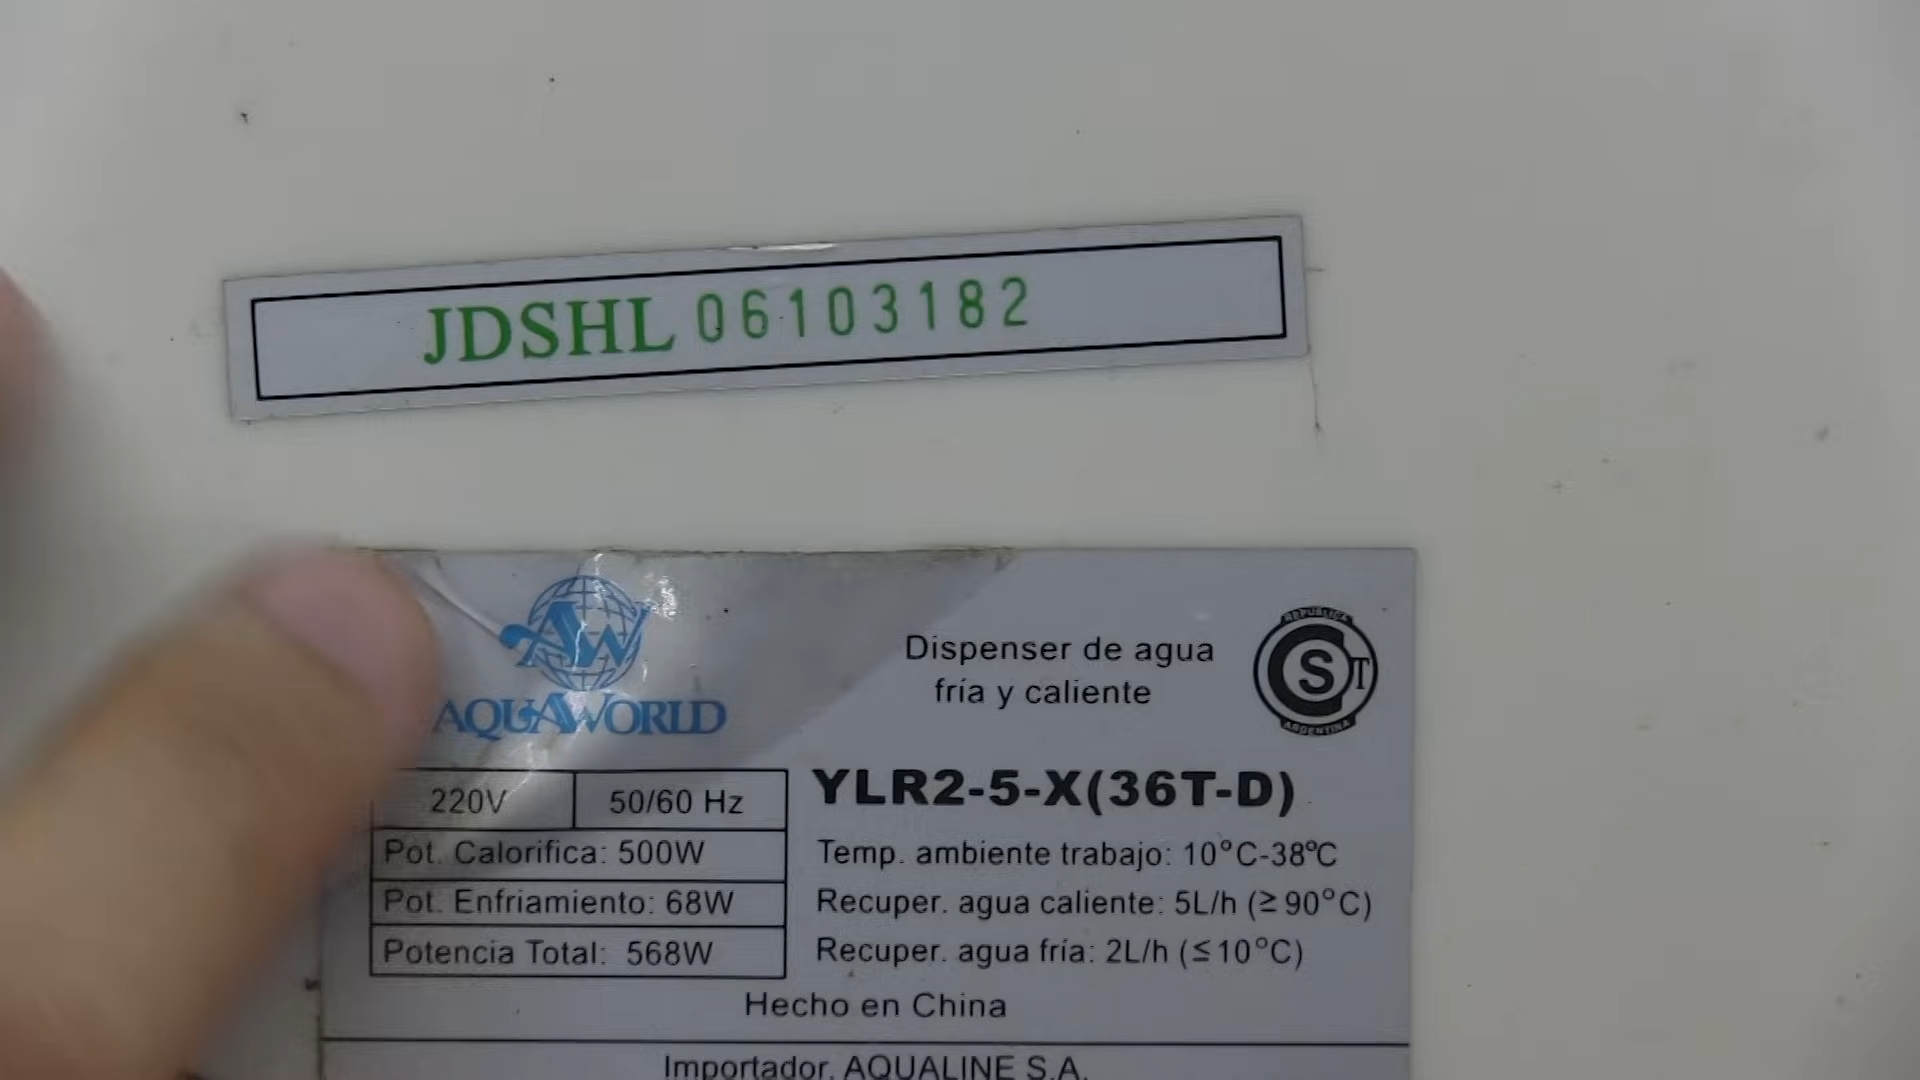 JDSHL 06103182
AW
AQUAWORLD
Dispenser de agua
fría y caliente
REPUBLICA
CST
ARGENTINA
220V 50/60 Hz
Pot. Calorifica: 500W
Pot. Enfriamiento: 68W
Potencia Total: 568W
YLR2-5-X(36T-D)
Temp. ambiente trabajo: 10°C-38°C
Recuper. agua caliente: 5L/h (≥90°C)
Recuper. agua fría: 2L/h (≤10°C)
Hecho en China
Importador. AQUALINE S.A.